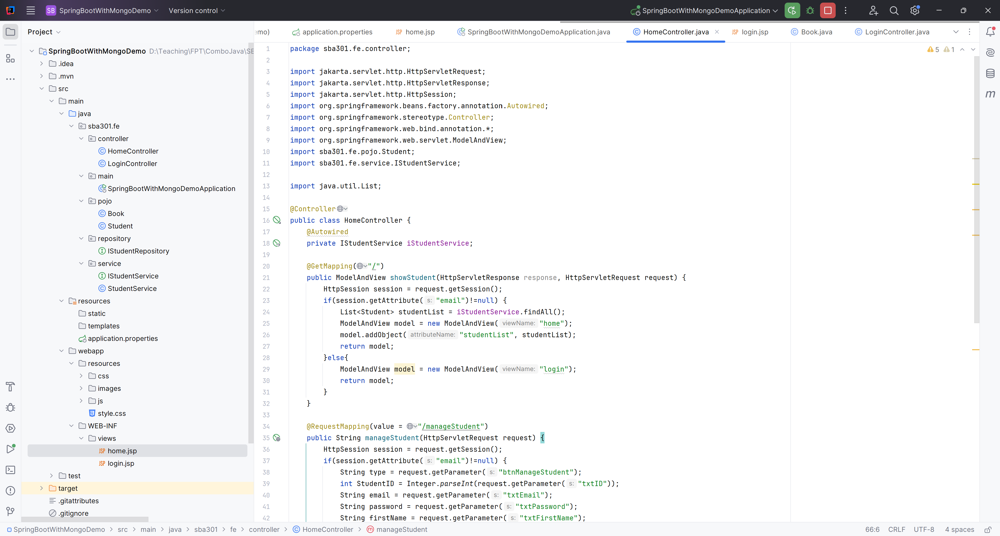 SB SpringBootWithMongoDemo Version control SpringBootWithMongoDemoApplication
Project
SpringBootWithMongoDemo D:\Teaching\FPT\ComboJava\SE
.idea
.mvn
src
main
java
sba301.fe
controller
HomeController
LoginController
main
SpringBootWithMongoDemoApplication
pojo
Book
Student
repository
IStudentRepository
service
IStudentService
StudentService
resources
static
templates
application.properties
webapp
resources
css
images
js
style.css
WEB-INF
views
JSP home.jsp
JSP login.jsp
test
target
.gitattributes
.gitignore
emo) application.properties JSP home.jsp SpringBootWithMongoDemoApplication.java HomeController.java JSP login.jsp Book.java LoginController.java
5 1
1 package sba301.fe.controller;
2
3 import jakarta.servlet.http.HttpServletRequest;
4 import jakarta.servlet.http.HttpServletResponse;
5 import jakarta.servlet.http.HttpSession;
6 import org.springframework.beans.factory.annotation.Autowired;
7 import org.springframework.stereotype.Controller;
8 import org.springframework.web.bind.annotation.*;
9 import org.springframework.web.servlet.ModelAndView;
10 import sba301.fe.pojo.Student;
11 import sba301.fe.service.IStudentService;
12
13 import java.util.List;
14
15 @Controller
16 public class HomeController {
17 @Autowired
18 private IStudentService iStudentService;
19
20 @GetMapping("/")
21 public ModelAndView showStudent(HttpServletResponse response, HttpServletRequest request) {
22 HttpSession session = request.getSession();
23 if(session.getAttribute( s: "email")!=null) {
24 List<Student> studentList = iStudentService.findAll();
25 ModelAndView model = new ModelAndView( viewName: "home");
26 model.addObject( attributeName: "studentList", studentList);
27 return model;
28 }else{
29 ModelAndView model = new ModelAndView( viewName: "login");
30 return model;
31 }
32 }
33
34 @RequestMapping(value = "/manageStudent")
35 public String manageStudent(HttpServletRequest request) {
36 HttpSession session = request.getSession();
37 if(session.getAttribute( s: "email")!=null) {
38 String type = request.getParameter( s: "btnManageStudent");
39 int StudentID = Integer.parseInt(request.getParameter( s: "txtID"));
40 String email = request.getParameter( s: "txtEmail");
41 String password = request.getParameter( s: "txtPassword");
42 String firstName = request.getParameter( s: "txtFirstName");
m
SpringBootWithMongoDemo > src > main > java > sba301 > fe > controller > HomeController > manageStudent 66:6 CRLF UTF-8 4 spaces